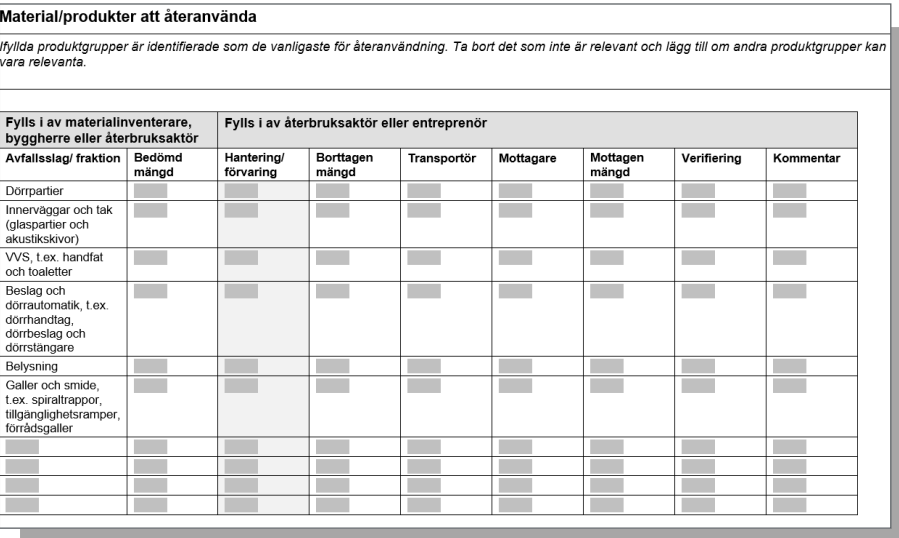 Material/produkter att återanvända
Ifyllda produktgrupper är identifierade som de vanligaste för återanvändning. Ta bort det som inte är relevant och lägg till om andra produktgrupper kan
vara relevanta.
Fylls i av materialinventerare,
byggherre eller återbruksaktör
Fylls i av återbruksaktör eller entreprenör
Avfallsslag/ fraktion
Bedömd
mängd
Hantering/
förvaring
Borttagen
mängd
Transportör
Mottagare
Mottagen
mängd
Verifiering
Kommentar
Dörrpartier
Innerväggar och tak
(glaspartier och
akustikskivor)
VVS, t.ex. handfat
och toaletter
Beslag och
dörrautomatik, t.ex.
dörrhandtag,
dörrbeslag och
dörrstängare
Belysning
Galler och smide,
t.ex. spiraltrappor,
tillgänglighetsramper,
förrådsgaller